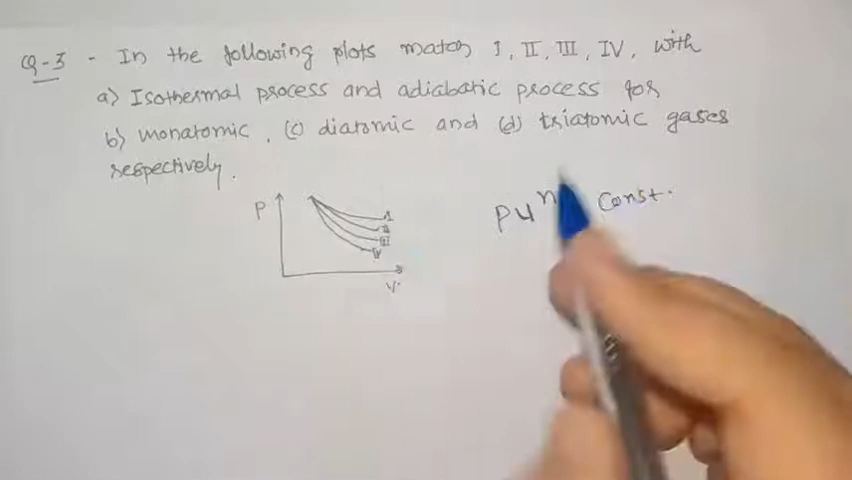 Q-3 - In the following plots match I, II, III, IV, with
a) Isothermal process and adiabatic process for
b) monatomic, (c) diatomic and (d) triatomic gases
respectively.
P
I
II
III
IV
V
PV^n Const.